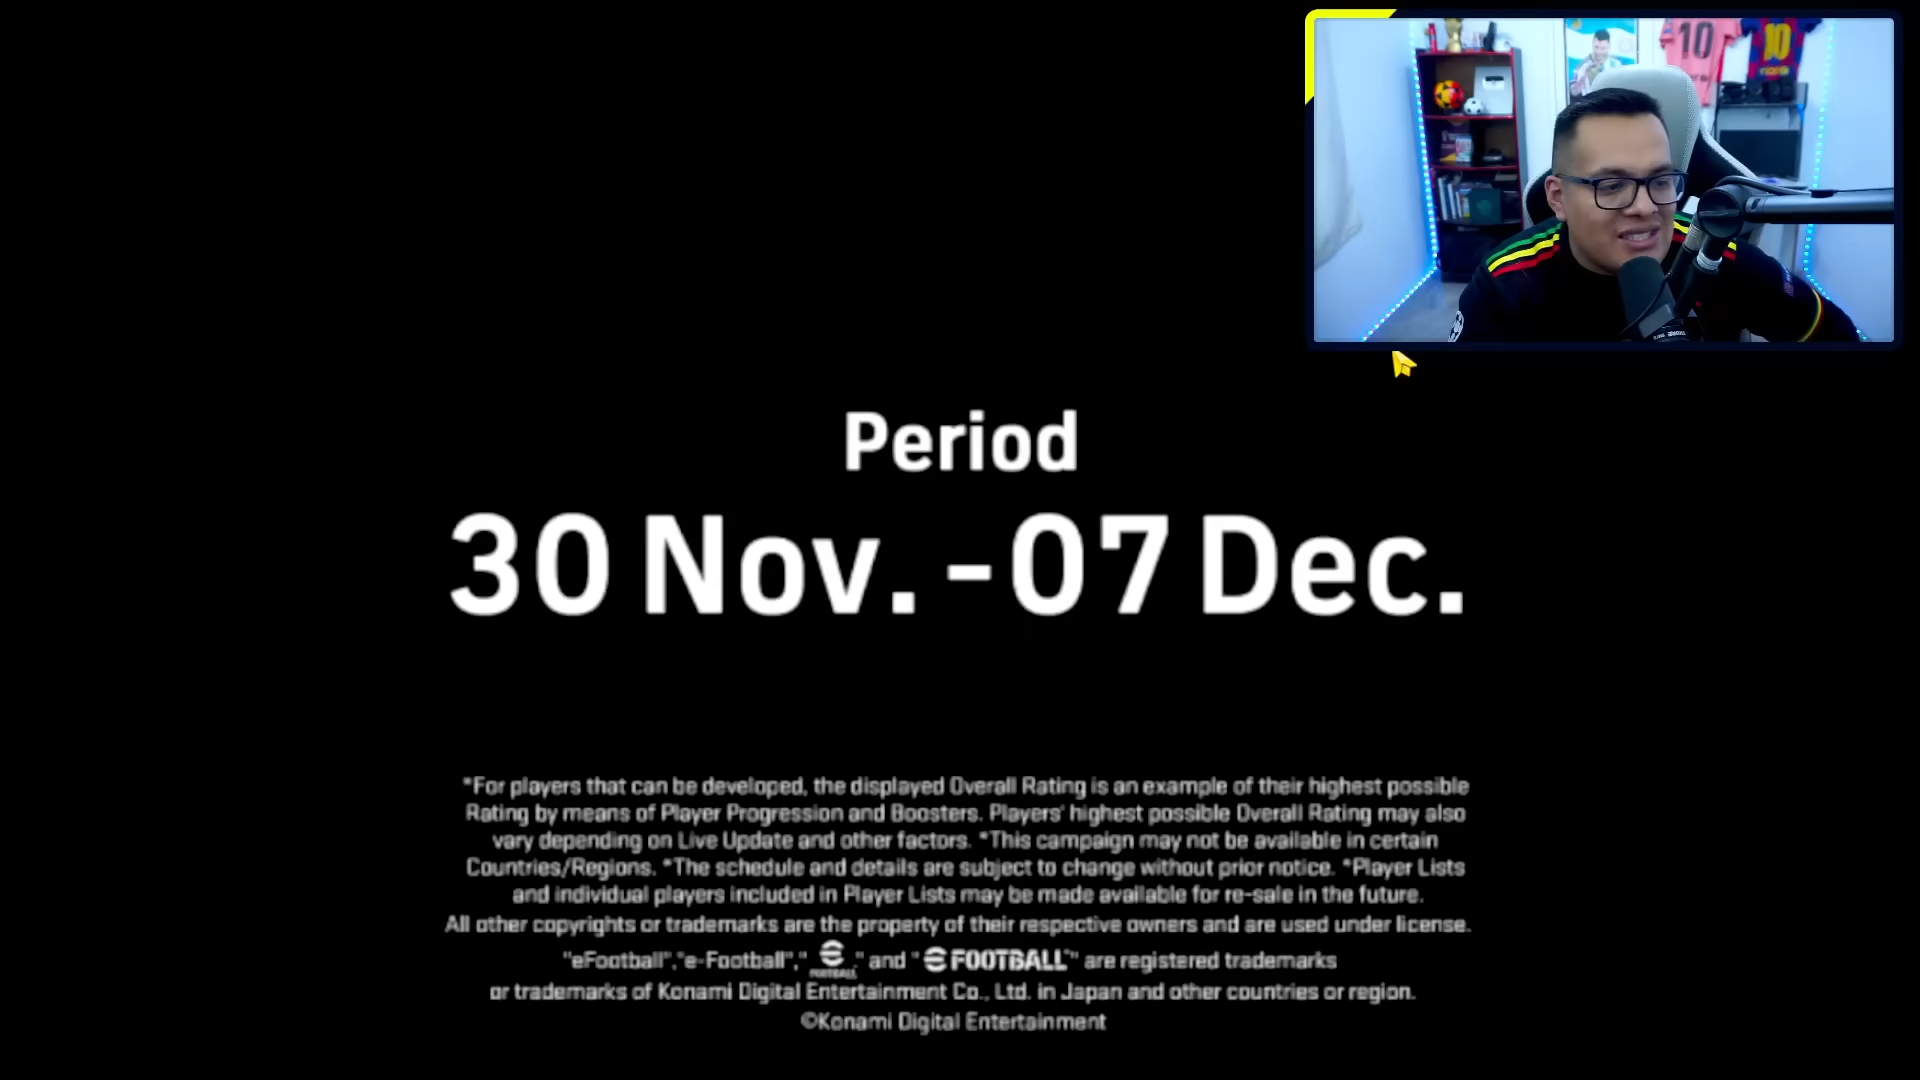 10
10
Period
30 Nov. - 07 Dec.
*For players that can be developed, the displayed Overall Rating is an example of their highest possible
Rating by means of Player Progression and Boosters. Players' highest possible Overall Rating may also
vary depending on Live Update and other factors. *This campaign may not be available in certain
Countries/Regions. *The schedule and details are subject to change without prior notice. *Player Lists
and individual players included in Player Lists may be made available for re-sale in the future.
All other copyrights or trademarks are the property of their respective owners and are used under license.
"eFootball","e-Football"," FOOTBALL" and "FOOTBALL" are registered trademarks
or trademarks of Konami Digital Entertainment Co., Ltd. in Japan and other countries or region.
©Konami Digital Entertainment